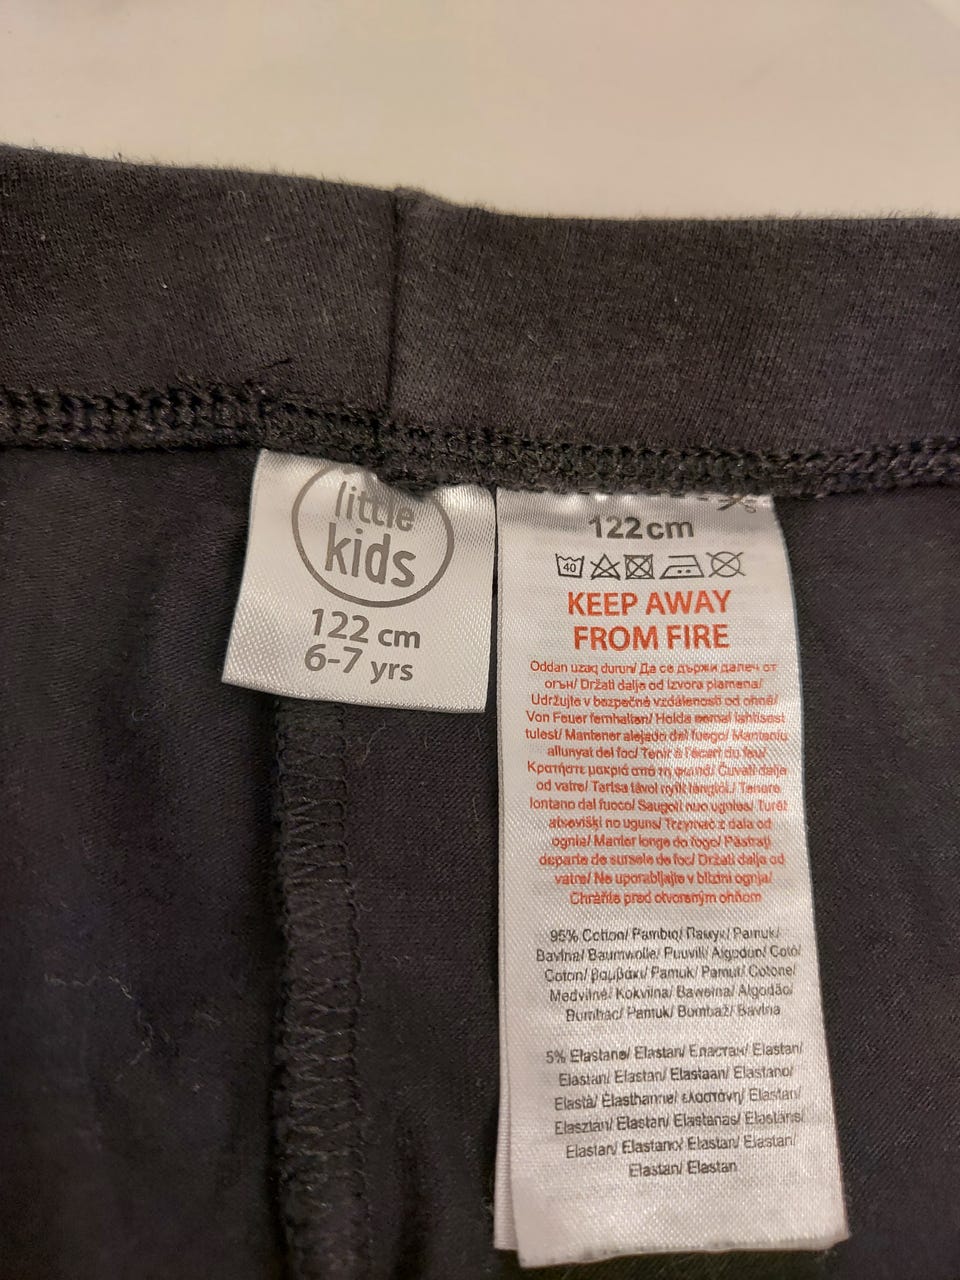 little
kids
122 cm
6-7 yrs
122cm
40
KEEP AWAY
FROM FIRE
Oddan uzaq durun/ Да се държи далеч от
огън/ Držati dalje od izvora plamena/
Udržujte v bezpečné vzdálenosti od ohně/
Von Feuer fernhalten/ Hoida eemal lahtisest
tulest/ Mantener alejado del fuego/ Manteniu
allunyat del foc/ Tenir à l'écart du feu/
Κρατήστε μακριά από τη φωτιά/ Čuvati dalje
od vatre/ Tartsa távol nyílt lángtól/ Tenere
lontano dal fuoco/ Saugoti nuo ugnies/ Turēt
atsevišķi no uguns/ Trzymać z dala od
ognia/ Manter longe do fogo/ Păstrați
departe de sursele de foc/ Držati dalje od
vatre/ Ne uporabljajte v bližini ognja/
Chráňte pred otvoreným ohňom
95% Cotton/ Pambıq/ Памук/ Pamuk/
Bavlna/ Baumwolle/ Puuvill/ Algodón/ Cotó/
Coton/ βαμβάκι/ Pamuk/ Pamut/ Cotone/
Medvilnė/ Kokvilna/ Bawełna/ Algodão/
Bumbac/ Pamuk/ Bombaž/ Bavlna
5% Elastane/ Elastan/ Еластан/ Elastan/
Elastan/ Elastan/ Elastaan/ Elastano/
Elastà/ Élasthanne/ ελαστάνη/ Elastan/
Elasztán/ Elastan/ Elastanas/ Elastāns/
Elastan/ Elastano/ Elastan/ Elastan/
Elastan/ Elastan